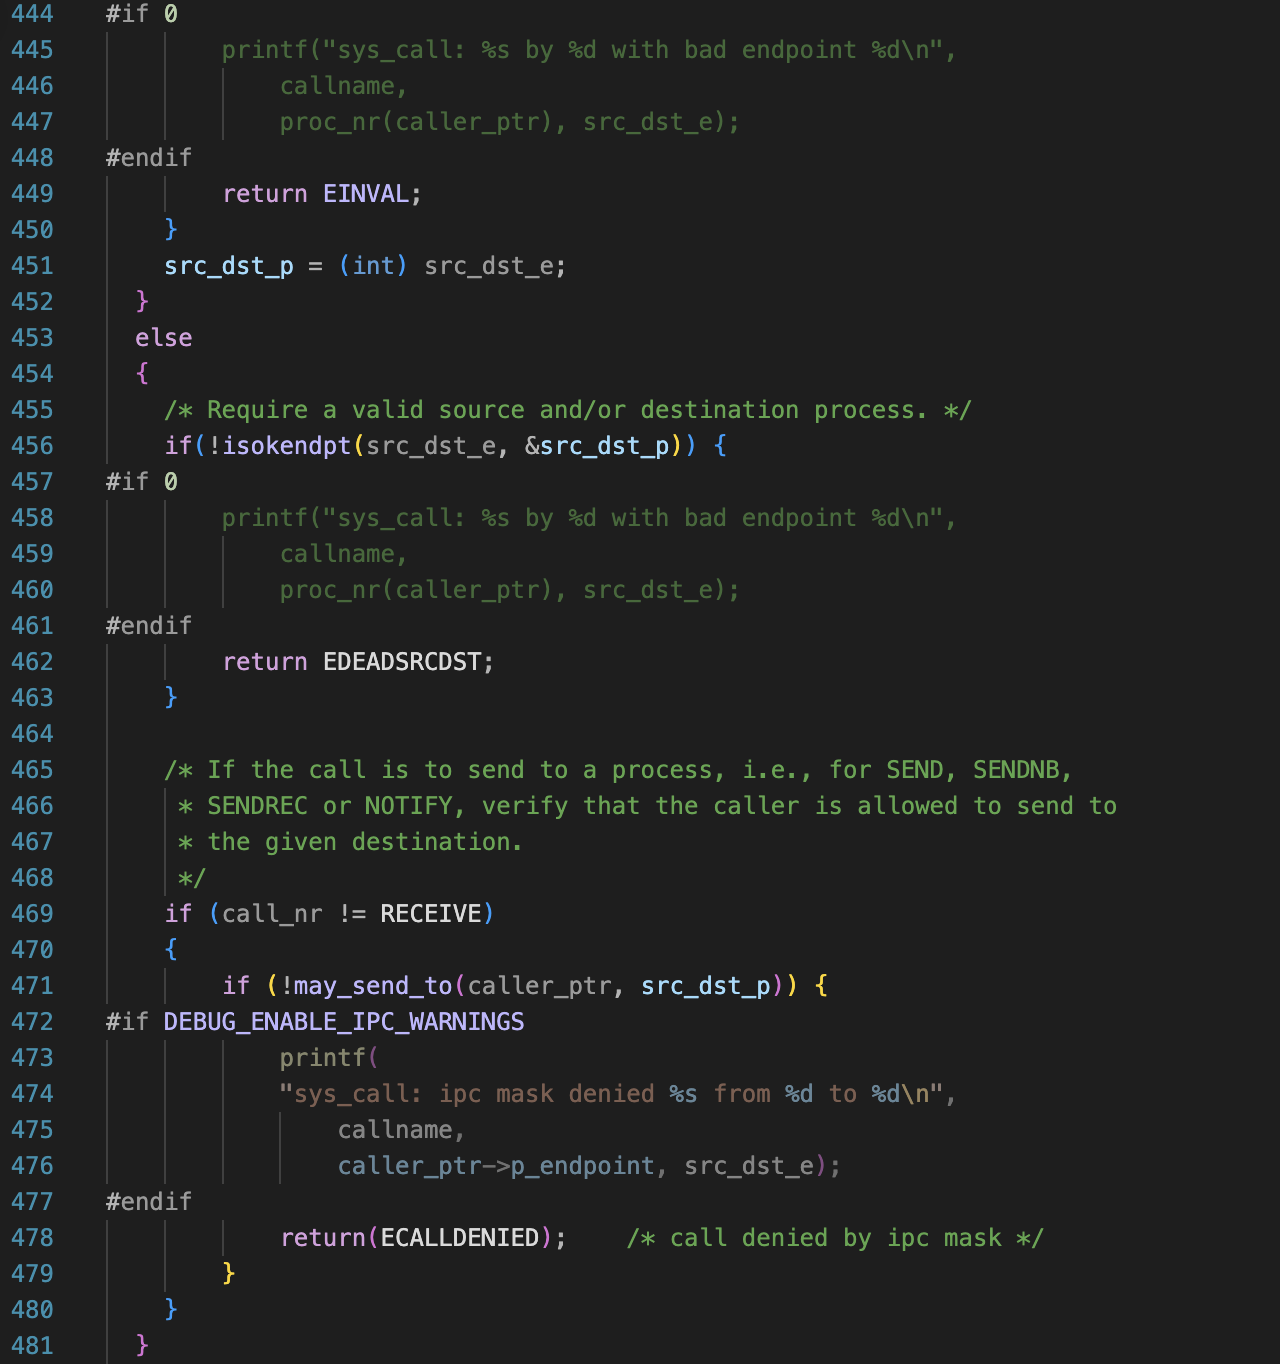 444 #if 0
445 printf("sys_call: %s by %d with bad endpoint %d\n",
446 callname,
447 proc_nr(caller_ptr), src_dst_e);
448 #endif
449 return EINVAL;
450 }
451 src_dst_p = (int) src_dst_e;
452 }
453 else
454 {
455 /* Require a valid source and/or destination process. */
456 if(!isokendpt(src_dst_e, &src_dst_p)) {
457 #if 0
458 printf("sys_call: %s by %d with bad endpoint %d\n",
459 callname,
460 proc_nr(caller_ptr), src_dst_e);
461 #endif
462 return EDEADSRCDST;
463 }
464
465 /* If the call is to send to a process, i.e., for SEND, SENDNB,
466 * SENDREC or NOTIFY, verify that the caller is allowed to send to
467 * the given destination.
468 */
469 if (call_nr != RECEIVE)
470 {
471 if (!may_send_to(caller_ptr, src_dst_p)) {
472 #if DEBUG_ENABLE_IPC_WARNINGS
473 printf(
474 "sys_call: ipc mask denied %s from %d to %d\n",
475 callname,
476 caller_ptr->p_endpoint, src_dst_e);
477 #endif
478 return(ECALLDENIED); /* call denied by ipc mask */
479 }
480 }
481 }